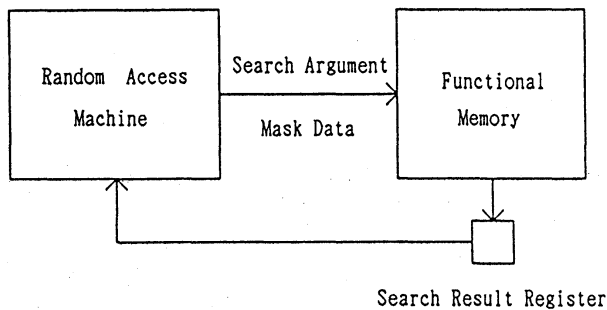 Random Access
Machine
Search Argument
Mask Data
Functional
Memory
Search Result Register